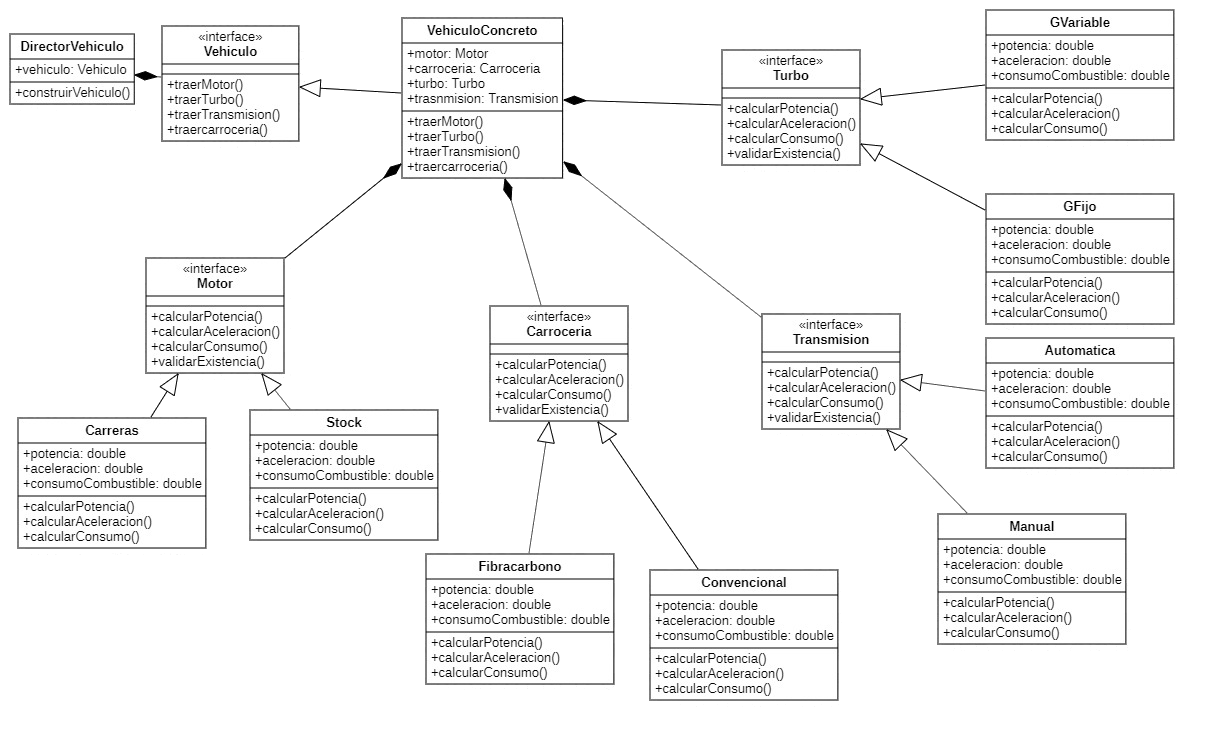 DirectorVehiculo
+vehiculo: Vehiculo
+construirVehiculo()
«interface»
Vehiculo
+traerMotor()
+traerTurbo()
+traerTransmision()
+traercarroceria()
VehiculoConcreto
+motor: Motor
+carroceria: Carroceria
+turbo: Turbo
+trasnmision: Transmision
+traerMotor()
+traerTurbo()
+traerTransmision()
+traercarroceria()
«interface»
Turbo
+calcularPotencia()
+calcularAceleracion()
+calcularConsumo()
+validarExistencia()
GVariable
+potencia: double
+aceleracion: double
+consumoCombustible: double
+calcularPotencia()
+calcularAceleracion()
+calcularConsumo()
GFijo
+potencia: double
+aceleracion: double
+consumoCombustible: double
+calcularPotencia()
+calcularAceleracion()
+calcularConsumo()
«interface»
Motor
+calcularPotencia()
+calcularAceleracion()
+calcularConsumo()
+validarExistencia()
«interface»
Carroceria
+calcularPotencia()
+calcularAceleracion()
+calcularConsumo()
+validarExistencia()
«interface»
Transmision
+calcularPotencia()
+calcularAceleracion()
+calcularConsumo()
+validarExistencia()
Automatica
+potencia: double
+aceleracion: double
+consumoCombustible: double
+calcularPotencia()
+calcularAceleracion()
+calcularConsumo()
Carreras
+potencia: double
+aceleracion: double
+consumoCombustible: double
+calcularPotencia()
+calcularAceleracion()
+calcularConsumo()
Stock
+potencia: double
+aceleracion: double
+consumoCombustible: double
+calcularPotencia()
+calcularAceleracion()
+calcularConsumo()
Fibracarbono
+potencia: double
+aceleracion: double
+consumoCombustible: double
+calcularPotencia()
+calcularAceleracion()
+calcularConsumo()
Convencional
+potencia: double
+aceleracion: double
+consumoCombustible: double
+calcularPotencia()
+calcularAceleracion()
+calcularConsumo()
Manual
+potencia: double
+aceleracion: double
+consumoCombustible: double
+calcularPotencia()
+calcularAceleracion()
+calcularConsumo()